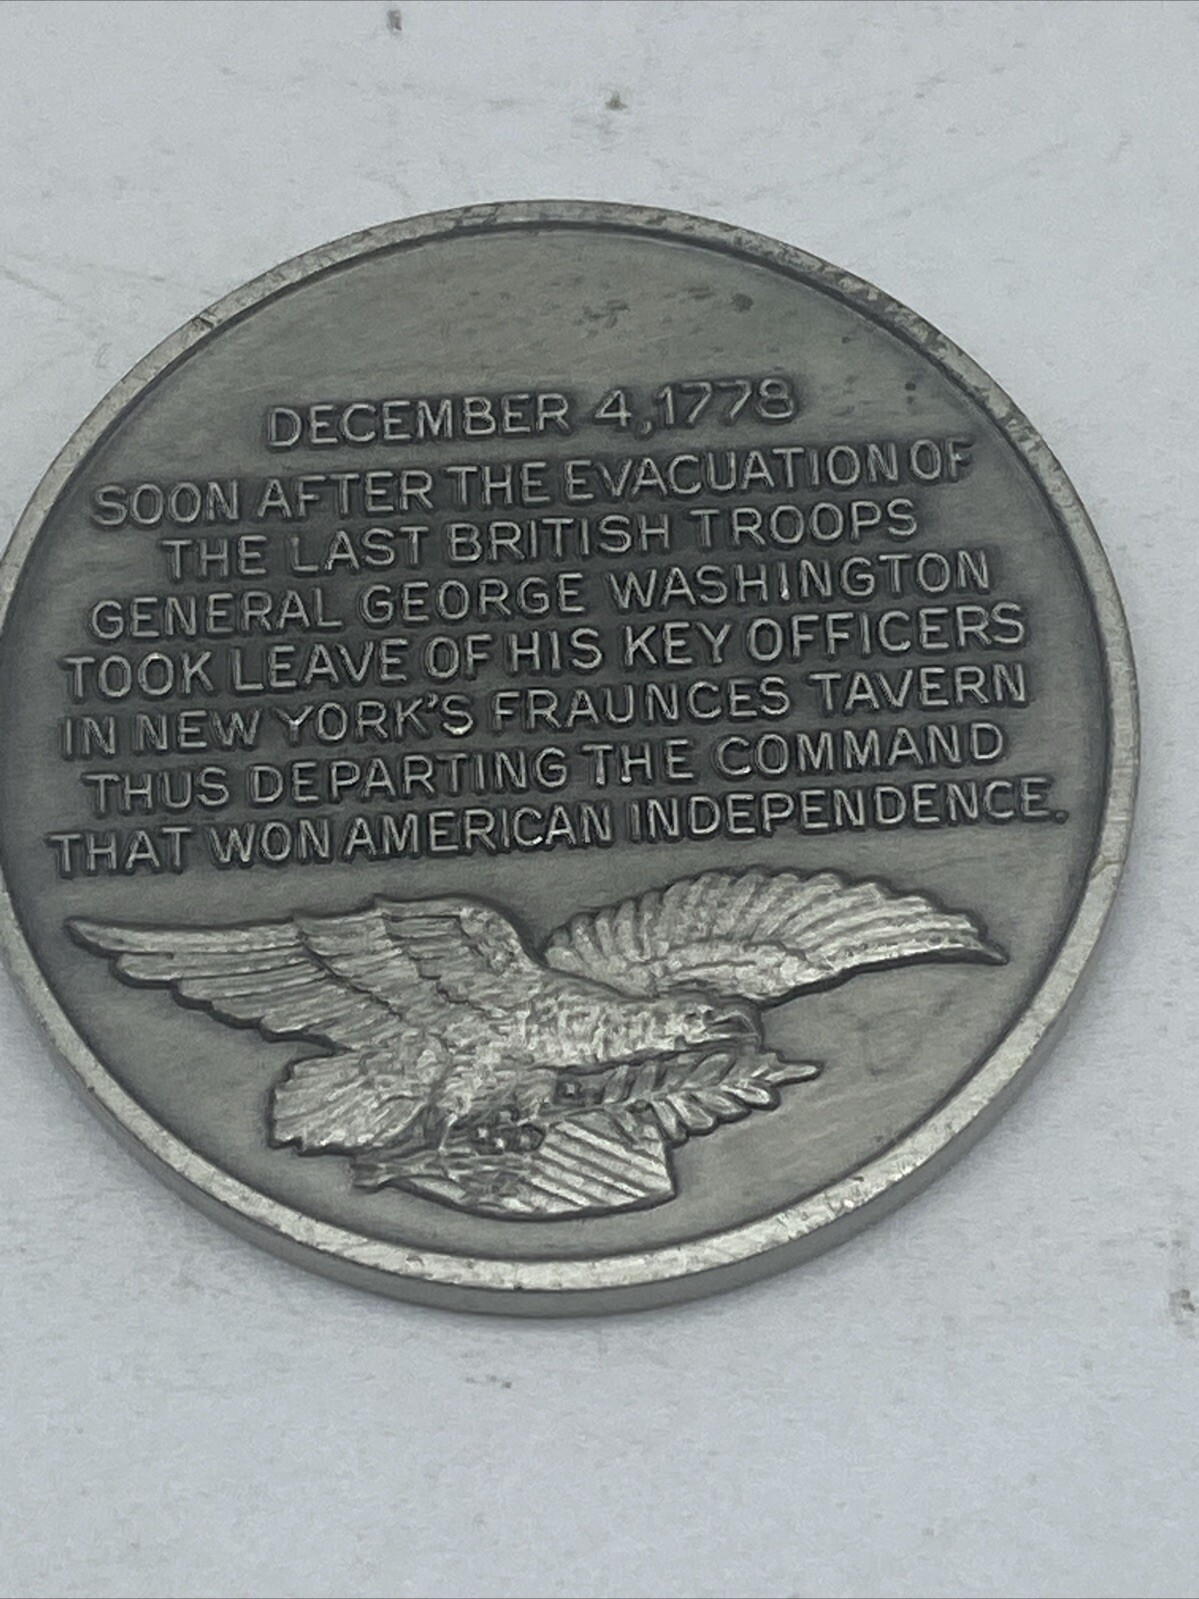 DECEMBER 4,1778
SOON AFTER THE EVACUATION OF
THE LAST BRITISH TROOPS
GENERAL GEORGE WASHINGTON
TOOK LEAVE OF HIS KEY OFFICERS
IN NEW YORK'S FRAUNCES TAVERN
THUS DEPARTING THE COMMAND
THAT WON AMERICAN INDEPENDENCE.